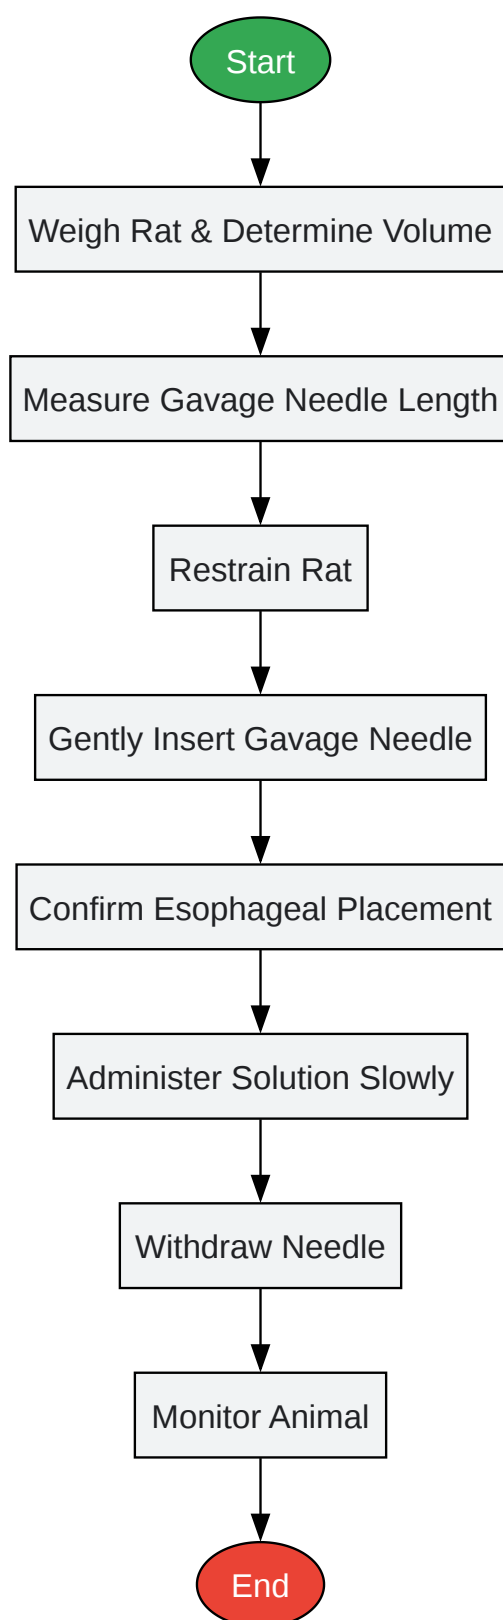 Start
Weigh Rat & Determine Volume
Measure Gavage Needle Length
Restrain Rat
Gently Insert Gavage Needle
Confirm Esophageal Placement
Administer Solution Slowly
Withdraw Needle
Monitor Animal
End